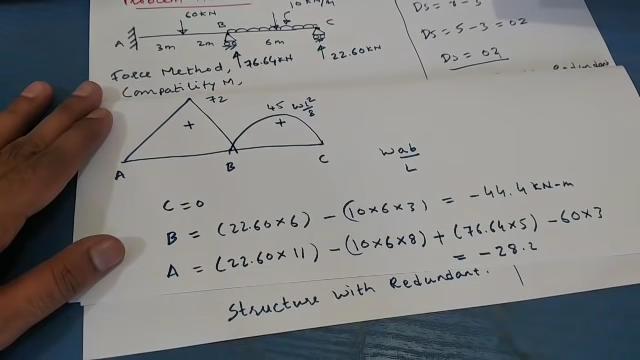 60KN
10 KN/m
A B C
3m 2m 6m
76.64KN 22.60KN
Force Method,
Compatibility M,
Ds = 5-3 = 02
Ds = 02
72
45 wl²/8
+ +
A B C
Wab/L
C = 0
B = (22.60×6) - (10×6×3) = -44.4 KN-m
A = (22.60×11) - (10×6×8) + (76.64×5) - 60×3
= -28.2
Structure with Redundant.